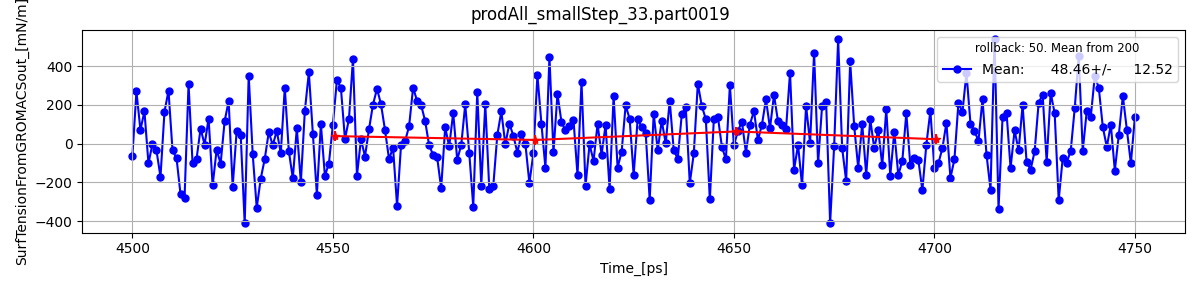 prodAll_smallStep_33.part0019
SurfTensionFromGROMACSout_[mN/m]
400
200
0
−200
−400
rollback: 50. Mean from 200
Mean: 48.46+/- 12.52
4500 4550 4600 4650 4700 4750
Time_[ps]